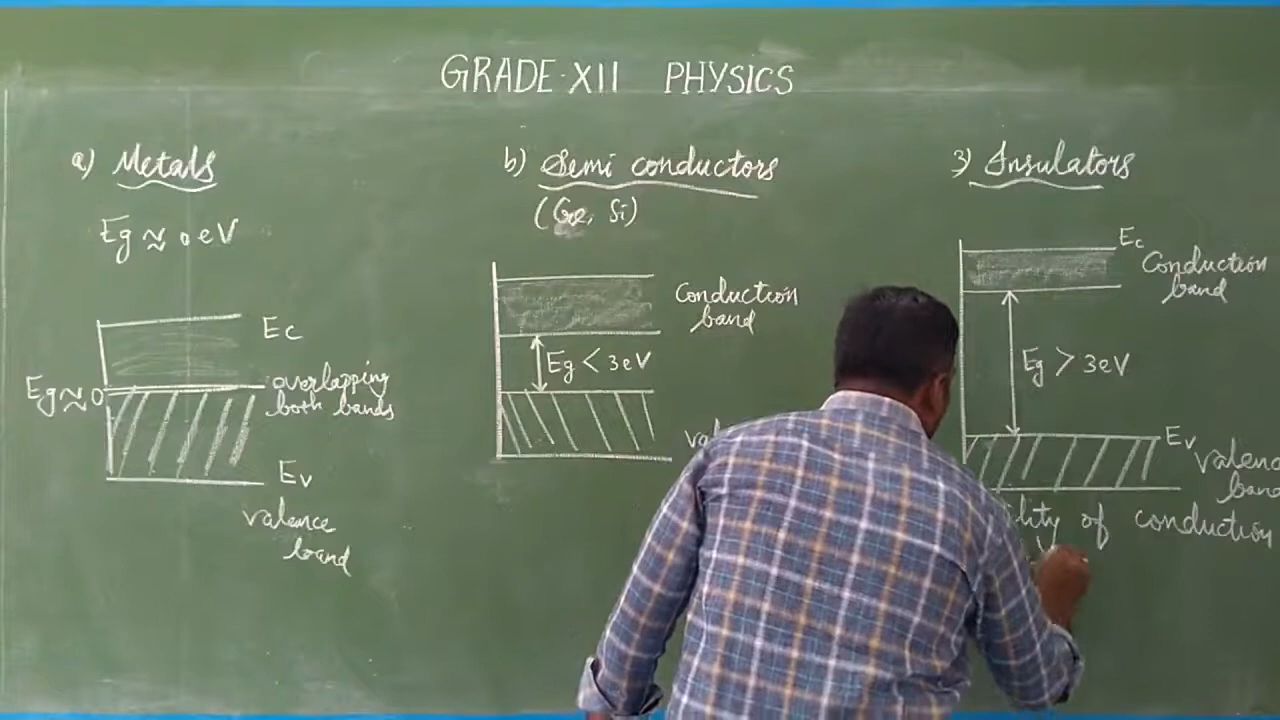 GRADE-XII PHYSICS
a) Metals
Eg ≈ 0 eV
Ec
Eg ≈ 0
overlapping
both bands
Ev
valence
band
b) Semi conductors
(Ge, Si)
Conduction
band
Eg < 3eV
3) Insulators
Ec
Conduction
band
Eg > 3eV
Ev
of conduction